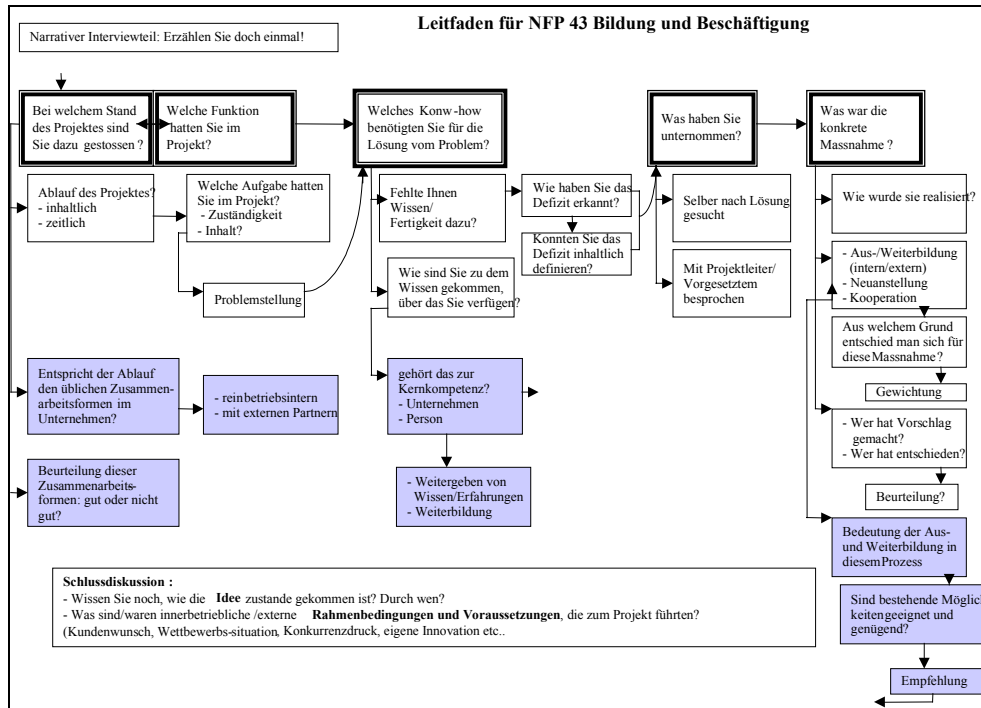 Leitfaden für NFP 43 Bildung und Beschäftigung
Narrativer Interviewteil: Erzählen Sie doch einmal!
Bei welchem Stand
des Projektes sind
Sie dazu gestossen ?
Welche Funktion
hatten Sie im
Projekt?
Welches Konw-how
benötigten Sie für die
Lösung vom Problem?
Was haben Sie
unternommen?
Was war die
konkrete
Massnahme ?
Ablauf des Projektes?
- inhaltlich
- zeitlich
Welche Aufgabe hatten
Sie im Projekt?
- Zuständigkeit
- Inhalt?
Problemstellung
Fehlte Ihnen
Wissen/
Fertigkeit dazu?
Wie haben Sie das
Defizit erkannt?
Konnten Sie das
Defizit inhaltlich
definieren?
Wie sind Sie zu dem
Wissen gekommen,
über das Sie verfügen?
Selber nach Lösung
gesucht
Mit Projektleiter/
Vorgesetztem
besprochen
Wie wurde sie realisiert?
- Aus-/Weiterbildung
(intern/extern)
- Neuanstellung
- Kooperation
Aus welchem Grund
entschied man sich für
diese Massnahme ?
Gewichtung
- Wer hat Vorschlag
gemacht?
- Wer hat entschieden?
Beurteilung?
Entspricht der Ablauf
den üblichen Zusammen-
arbeitsformen im
Unternehmen?
- rein betriebsintern
- mit externen Partnern
gehört das zur
Kernkompetenz?
- Unternehmen
- Person
- Weitergeben von
Wissen/Erfahrungen
- Weiterbildung
Beurteilung dieser
Zusammenarbeits-
formen: gut oder nicht
gut?
Bedeutung der Aus-
und Weiterbildung in
diesem Prozess
Sind bestehende Möglich
keiten geeignet und
genügend?
Empfehlung
Schlussdiskussion :
- Wissen Sie noch, wie die Idee zustande gekommen ist? Durch wen?
- Was sind/waren innerbetriebliche /externe Rahmenbedingungen und Voraussetzungen, die zum Projekt führten?
(Kundenwunsch, Wettbewerbs-situation, Konkurrenzdruck, eigene Innovation etc..